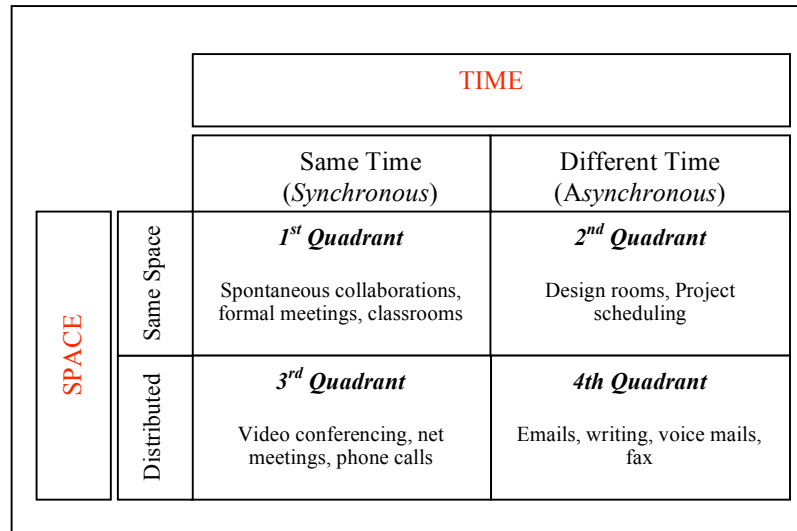 TIME
Same Time
(Synchronous)
Different Time
(Asynchronous)
SPACE
Same Space
1st Quadrant
Spontaneous collaborations,
formal meetings, classrooms
2nd Quadrant
Design rooms, Project
scheduling
Distributed
3rd Quadrant
Video conferencing, net
meetings, phone calls
4th Quadrant
Emails, writing, voice mails,
fax